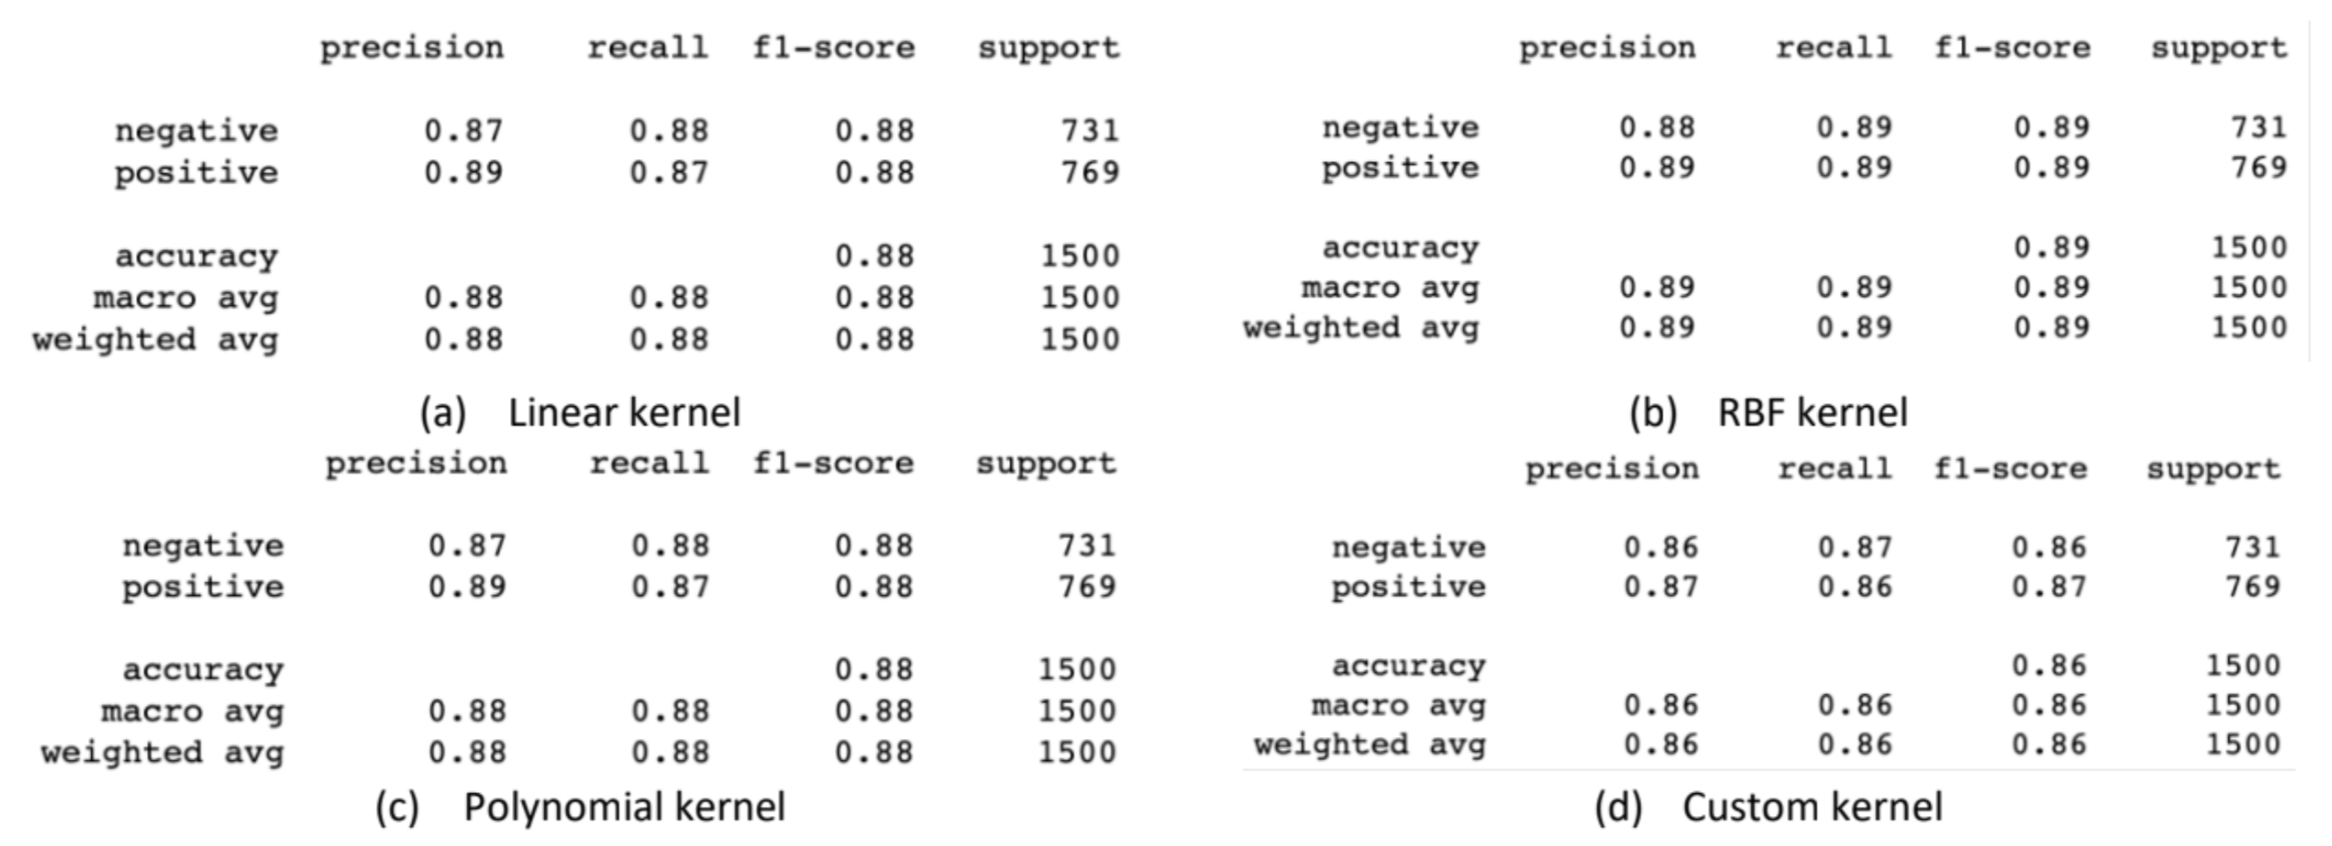 precision recall f1-score support
negative 0.87 0.88 0.88 731
positive 0.89 0.87 0.88 769
accuracy 0.88 1500
macro avg 0.88 0.88 0.88 1500
weighted avg 0.88 0.88 0.88 1500
(a) Linear kernel
precision recall f1-score support
negative 0.88 0.89 0.89 731
positive 0.89 0.89 0.89 769
accuracy 0.89 1500
macro avg 0.89 0.89 0.89 1500
weighted avg 0.89 0.89 0.89 1500
(b) RBF kernel
precision recall f1-score support
negative 0.87 0.88 0.88 731
positive 0.89 0.87 0.88 769
accuracy 0.88 1500
macro avg 0.88 0.88 0.88 1500
weighted avg 0.88 0.88 0.88 1500
(c) Polynomial kernel
precision recall f1-score support
negative 0.86 0.87 0.86 731
positive 0.87 0.86 0.87 769
accuracy 0.86 1500
macro avg 0.86 0.86 0.86 1500
weighted avg 0.86 0.86 0.86 1500
(d) Custom kernel